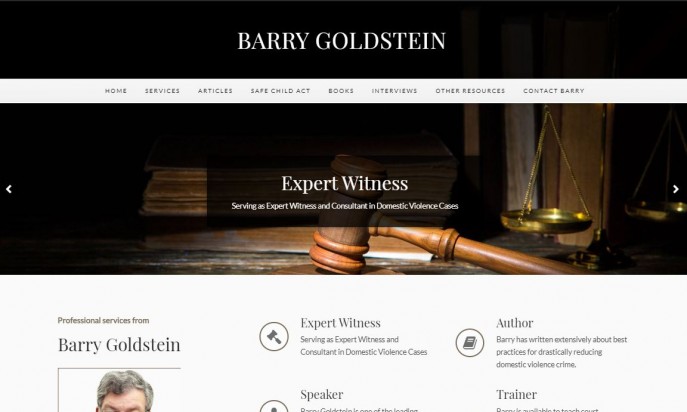 BARRY GOLDSTEIN
HOME SERVICES ARTICLES SAFE CHILD ACT BOOKS INTERVIEWS OTHER RESOURCES CONTACT BARRY
Expert Witness
Serving as Expert Witness and Consultant in Domestic Violence Cases
Professional services from
Barry Goldstein
Expert Witness
Serving as Expert Witness and
Consultant in Domestic Violence Cases
Author
Barry has written extensively about best
practices for drastically reducing
domestic violence crime.
Speaker
Barry Goldstein is one of the leading
Trainer
Barry is available to teach court